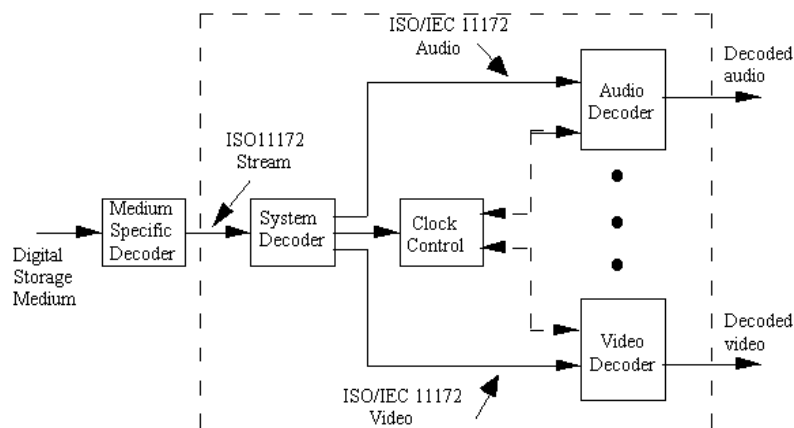 ISO/IEC 11172
Audio
Decoded
audio
Audio
Decoder
ISO11172
Stream
Medium
Specific
Decoder
System
Decoder
Clock
Control
Digital
Storage
Medium
Decoded
video
Video
Decoder
ISO/IEC 11172
Video